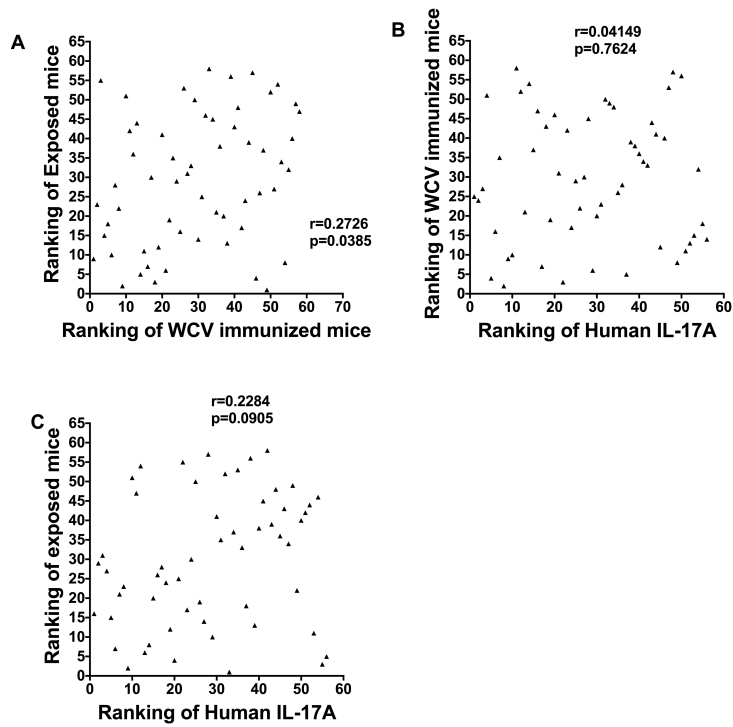 A
Ranking of Exposed mice
65
60
55
50
45
40
35
30
25
20
15
10
5
0
r=0.2726
p=0.0385
0 10 20 30 40 50 60 70
Ranking of WCV immunized mice
B
r=0.04149
p=0.7624
Ranking of WCV immunized mice
65
60
55
50
45
40
35
30
25
20
15
10
5
0
0 10 20 30 40 50 60
Ranking of Human IL-17A
C
r=0.2284
p=0.0905
Ranking of exposed mice
65
60
55
50
45
40
35
30
25
20
15
10
5
0
0 10 20 30 40 50 60
Ranking of Human IL-17A